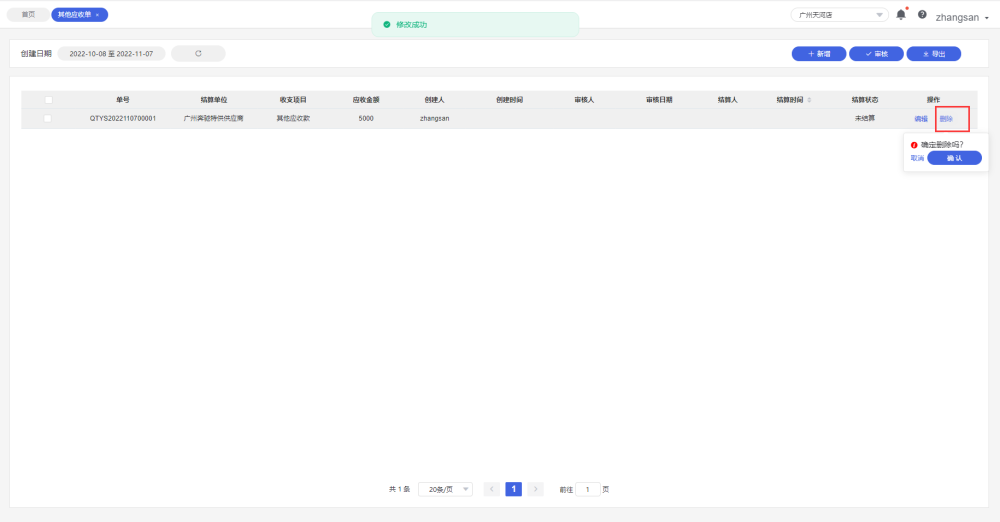 首页 其他应收单 ×
修改成功
广州天河店
zhangsan
创建日期 2022-10-08 至 2022-11-07
+ 新增 审核 导出
单号 结算单位 收支项目 应收金额 创建人 创建时间 审核人 审核日期 结算人 结算时间 结算状态 操作
QTYS2022110700001 广州奔驰特供供应商 其他应收款 5000 zhangsan 未结算 编辑 删除
确定删除吗?
取消 确认
共 1 条 20条/页 < 1 > 前往 1 页